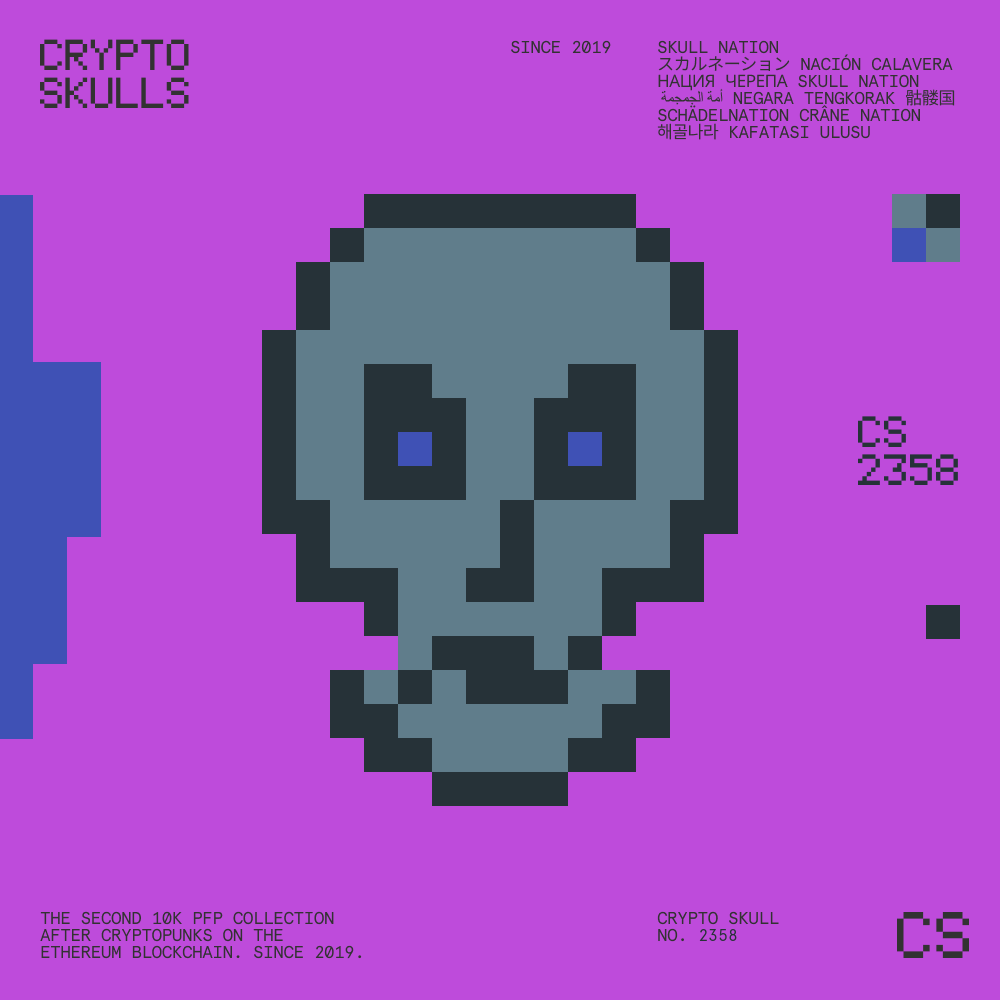 CRYPTO
SKULLS
SINCE 2019
SKULL NATION
スカルネーション NACIÓN CALAVERA
НАЦИЯ ЧЕРЕПА SKULL NATION
أمة الجمجمة NEGARA TENGKORAK 骷髅国
SCHÄDELNATION CRÂNE NATION
해골나라 KAFATASI ULUSU
CS
2358
THE SECOND 10K PFP COLLECTION
AFTER CRYPTOPUNKS ON THE
ETHEREUM BLOCKCHAIN. SINCE 2019.
CRYPTO SKULL
NO. 2358
CS